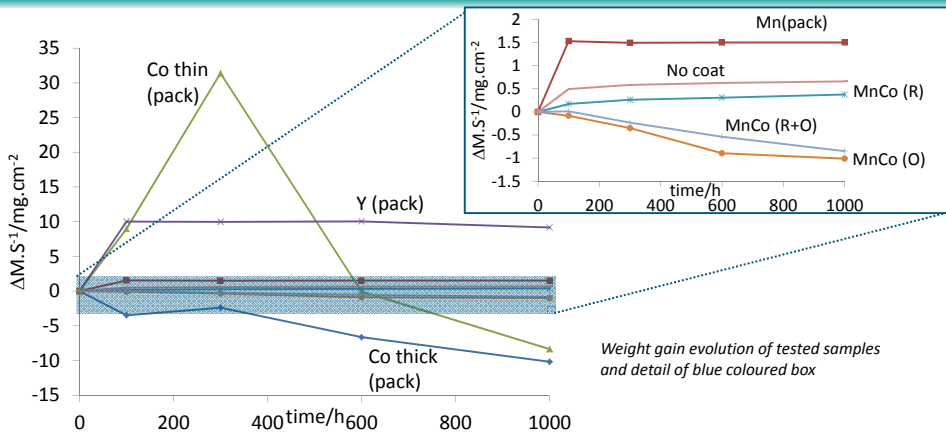 35
30
25
20
15
10
5
0
-5
-10
-15
ΔM.S⁻¹/mg.cm⁻²
0
200
400
600
800
1000
time/h
Co thin
(pack)
Y (pack)
Co thick
(pack)
2
1.5
1
0.5
0
-0.5
-1
-1.5
ΔM.S⁻¹/mg.cm⁻²
0
200
400
600
800
1000
time/h
Mn(pack)
No coat
MnCo (R)
MnCo (R+O)
MnCo (O)
Weight gain evolution of tested samples
and detail of blue coloured box